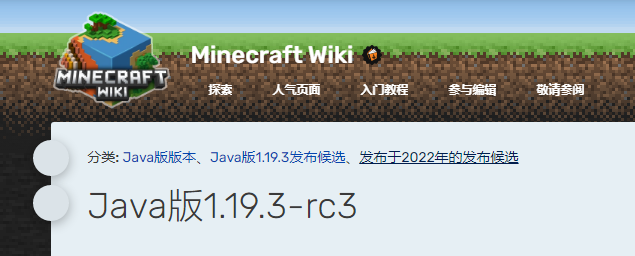 MINECRAFT
WIKI
Minecraft Wiki
探索 人气页面 入门教程 参与编辑 敬请参阅
分类: Java版版本、Java版1.19.3发布候选、发布于2022年的发布候选
Java版1.19.3-rc3